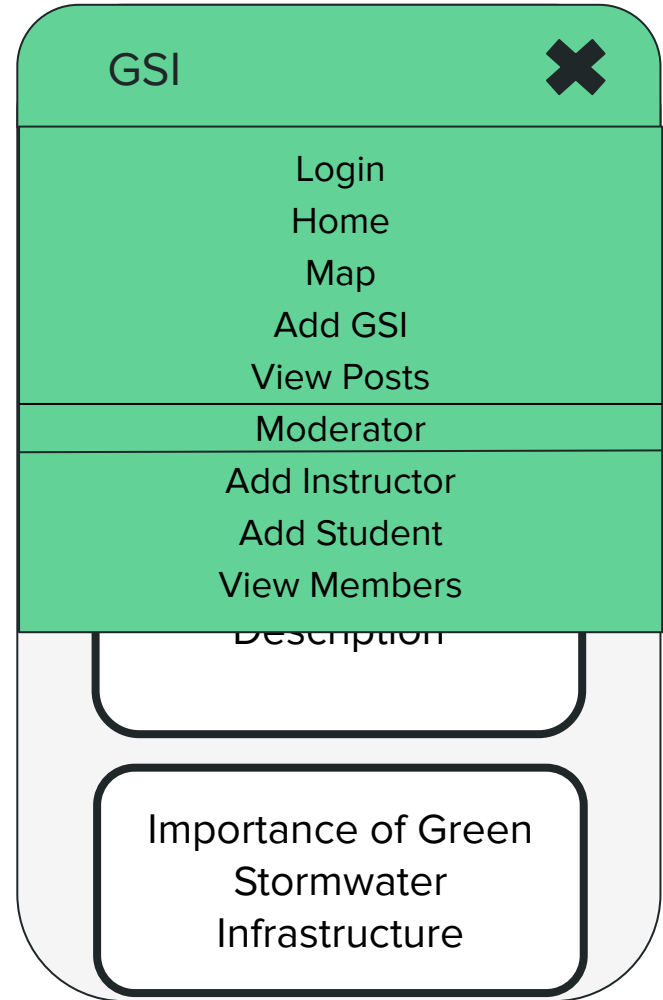 GSI
Login
Home
Map
Add GSI
View Posts
Moderator
Add Instructor
Add Student
View Members
Description
Importance of Green
Stormwater
Infrastructure